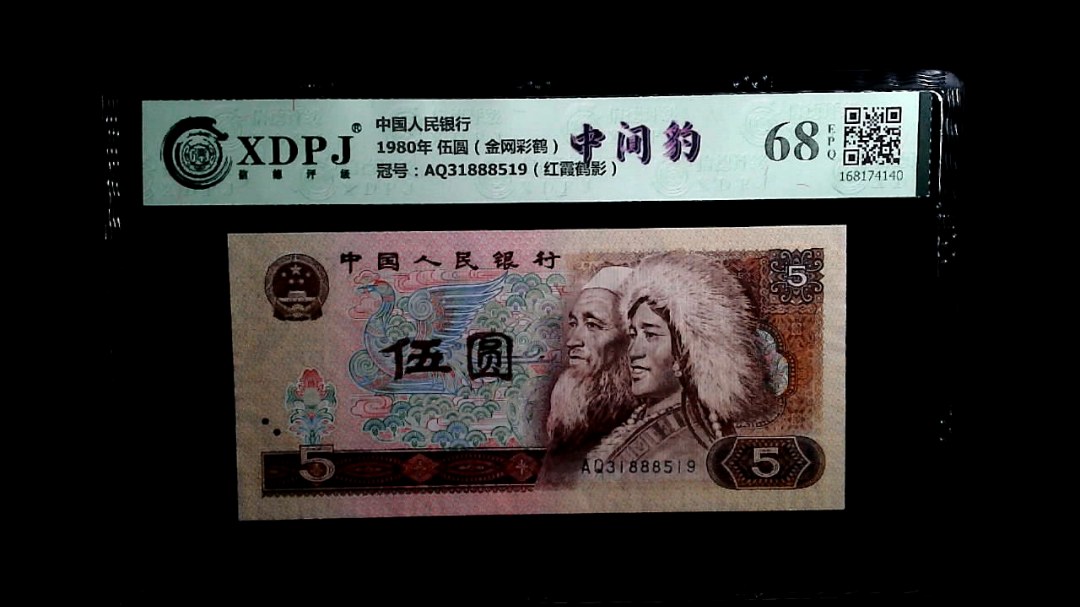 XDPJ®
中国人民银行
1980年 伍圆（金网彩鹤）
冠号：AQ31888519（红霞鹤影）
中间豹
68
EPQ
168174140
中国人民银行
5
伍圆
5
AQ31888519
5